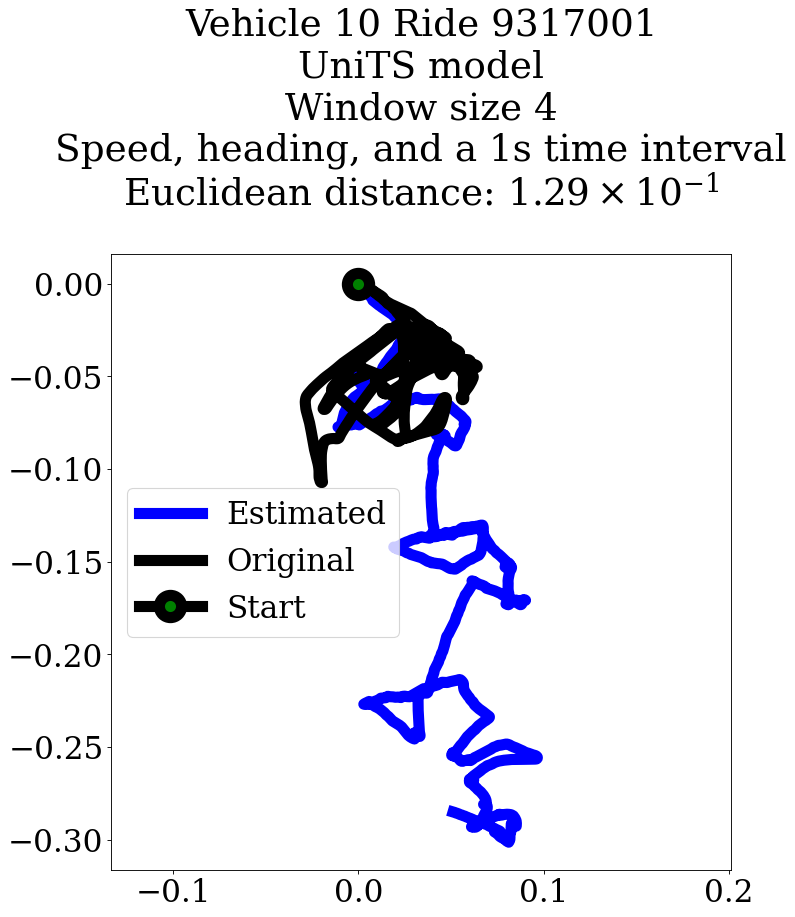 Vehicle 10 Ride 9317001
UniTS model
Window size 4
Speed, heading, and a 1s time interval
Euclidean distance: $1.29 \times 10^{-1}$
0.00
−0.05
−0.10
−0.15
−0.20
−0.25
−0.30
Estimated
Original
Start
−0.1
0.0
0.1
0.2